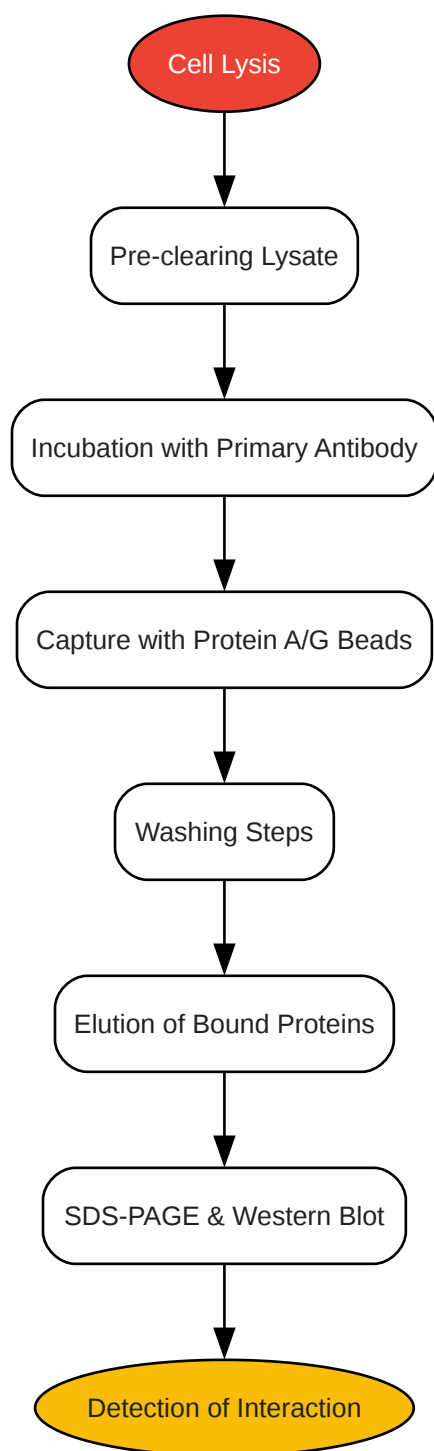 Cell Lysis
Pre-clearing Lysate
Incubation with Primary Antibody
Capture with Protein A/G Beads
Washing Steps
Elution of Bound Proteins
SDS-PAGE & Western Blot
Detection of Interaction